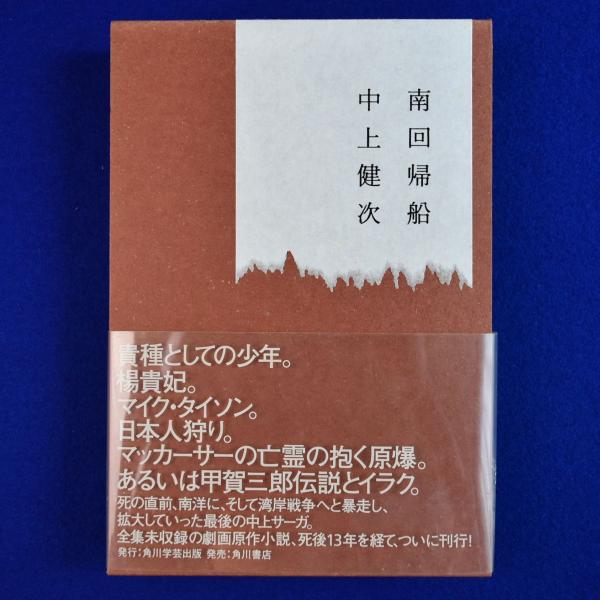 南回帰船
中上健次
貴種としての少年。
楊貴妃。
マイク・タイソン。
日本人狩り。
マッカーサーの亡霊の抱く原爆。
あるいは甲賀三郎伝説とイラク。
死の直前、南洋に、そして湾岸戦争へと暴走し、
拡大していった最後の中上サーガ。
全集未収録の劇画原作小説、死後13年を経て、ついに刊行!
発行:角川学芸出版 発売:角川書店